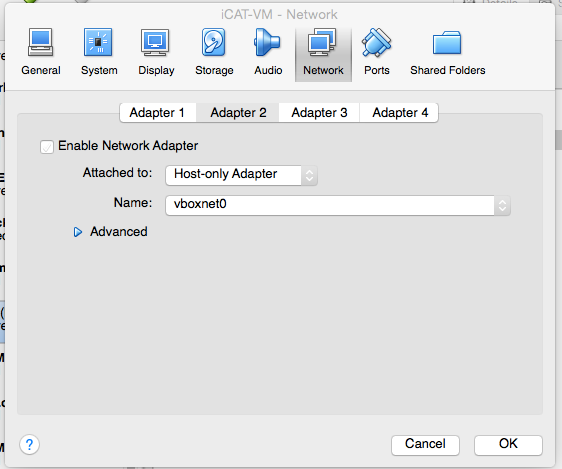 iCAT-VM - Network
General
System
Display
Storage
Audio
Network
Ports
Shared Folders
Adapter 1
Adapter 2
Adapter 3
Adapter 4
Enable Network Adapter
Attached to:
Host-only Adapter
Name:
vboxnet0
Advanced
?
Cancel
OK